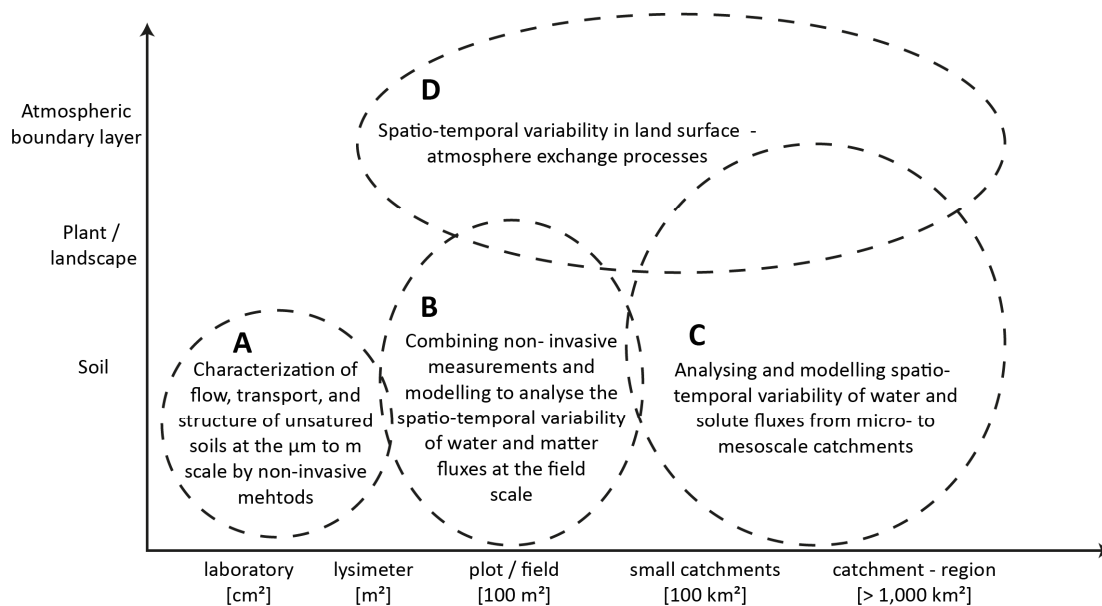 D
Atmospheric
boundary layer
Spatio-temporal variability in land surface -
atmosphere exchange processes
Plant /
landscape
Soil
A
Characterization of
flow, transport, and
structure of unsatured
soils at the µm to m
scale by non-invasive
mehtods
B
Combining non- invasive
measurements and
modelling to analyse the
spatio-temporal variability
of water and matter
fluxes at the field
scale
C
Analysing and modelling spatio-
temporal variability of water and
solute fluxes from micro- to
mesoscale catchments
laboratory
[cm²]
lysimeter
[m²]
plot / field
[100 m²]
small catchments
[100 km²]
catchment - region
[> 1,000 km²]